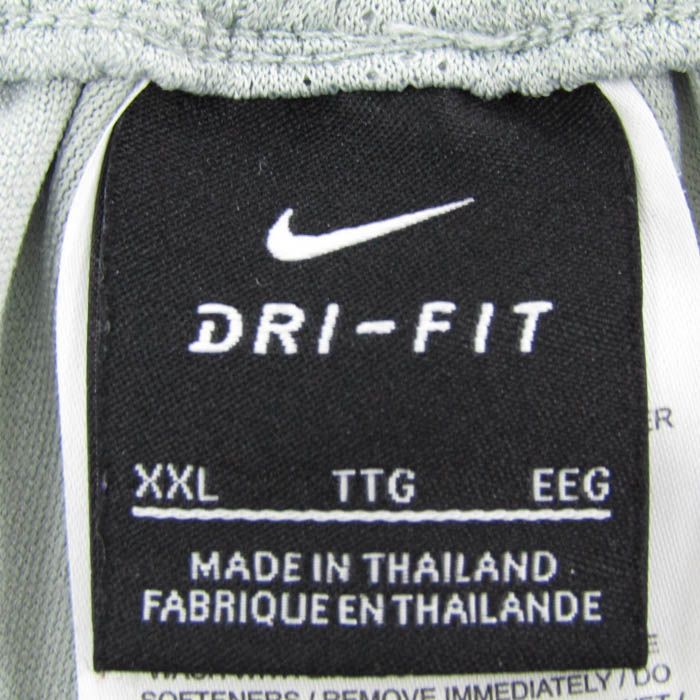 DRI-FIT
XXL TTG EEG
MADE IN THAILAND
FABRIQUE EN THAILANDE
SOFTENERS / REMOVE IMMEDIATELY / DO